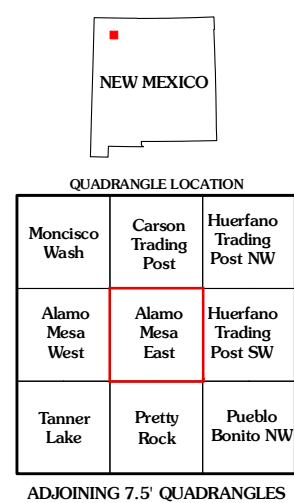 NEW MEXICO
QUADRANGLE LOCATION
Moncisco
Wash
Carson
Trading
Post
Huerfano
Trading
Post NW
Alamo
Mesa
West
Alamo
Mesa
East
Huerfano
Trading
Post SW
Tanner
Lake
Pretty
Rock
Pueblo
Bonito NW
ADJOINING 7.5' QUADRANGLES